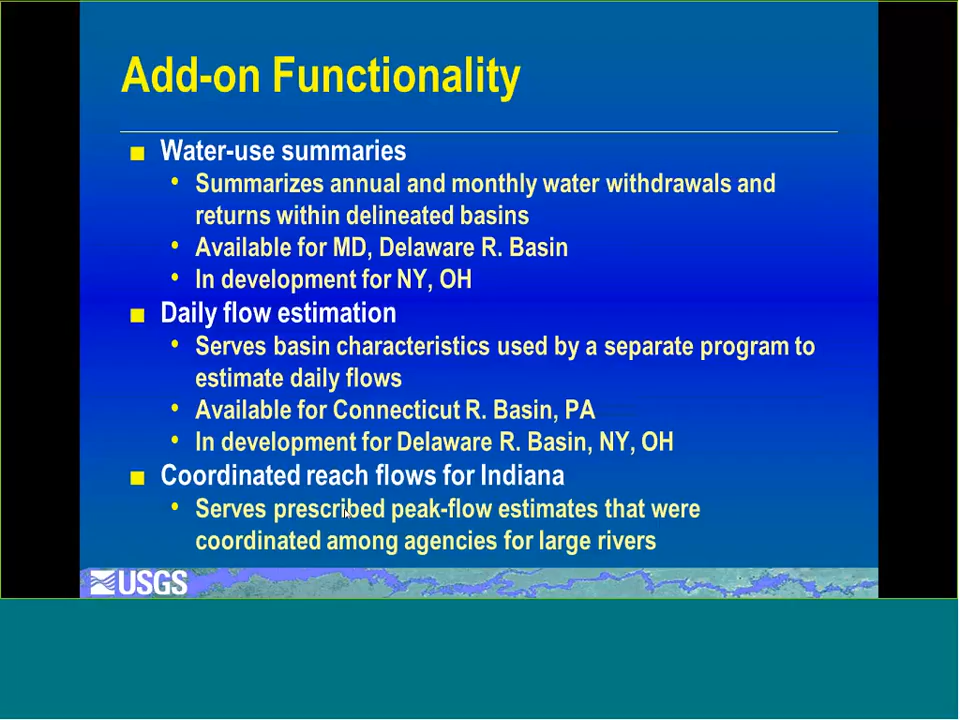 Add-on Functionality
■ Water-use summaries
• Summarizes annual and monthly water withdrawals and
returns within delineated basins
• Available for MD, Delaware R. Basin
• In development for NY, OH
■ Daily flow estimation
• Serves basin characteristics used by a separate program to
estimate daily flows
• Available for Connecticut R. Basin, PA
• In development for Delaware R. Basin, NY, OH
■ Coordinated reach flows for Indiana
• Serves prescribed peak-flow estimates that were
coordinated among agencies for large rivers
USGS